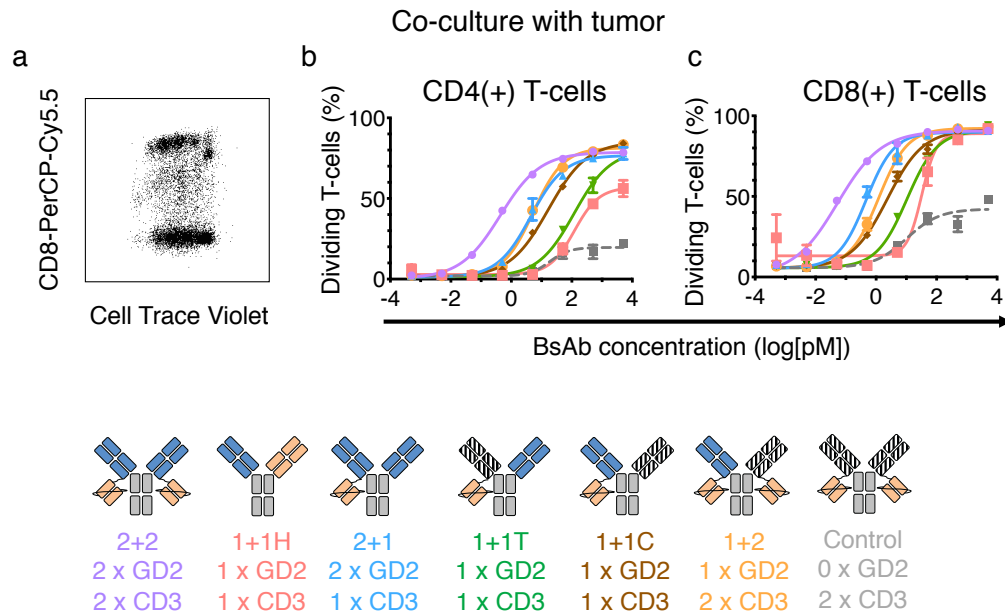 Co-culture with tumor
a
CD8-PerCP-Cy5.5
Cell Trace Violet
b
CD4(+) T-cells
Dividing T-cells (%)
100
50
0
-4 -2 0 2 4
c
CD8(+) T-cells
Dividing T-cells (%)
100
50
0
-4 -2 0 2 4
BsAb concentration (log[pM])
2+2 1+1H 2+1 1+1T 1+1C 1+2 Control
2 x GD2 1 x GD2 2 x GD2 1 x GD2 1 x GD2 1 x GD2 0 x GD2
2 x CD3 1 x CD3 1 x CD3 1 x CD3 1 x CD3 2 x CD3 2 x CD3